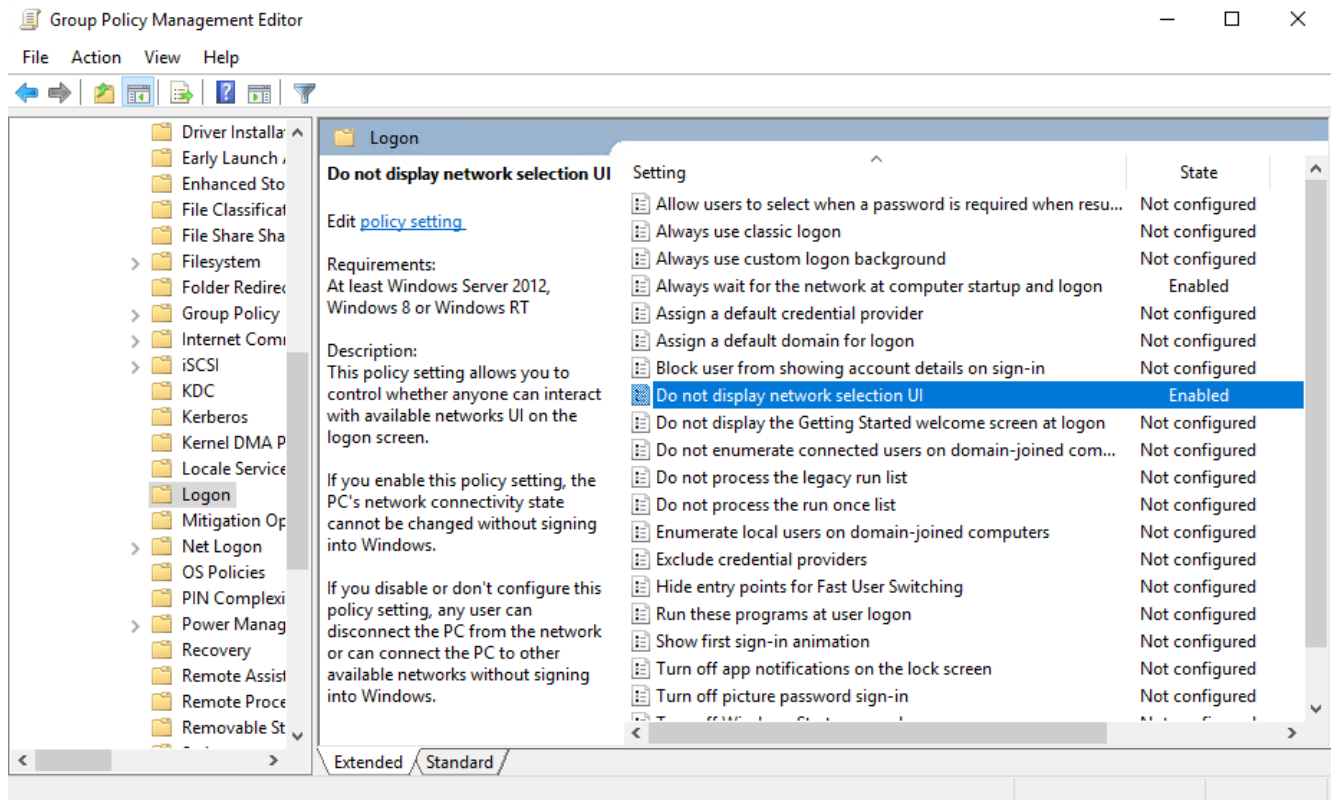 Group Policy Management Editor
File Action View Help
Driver Installa
Early Launch
Enhanced Sto
File Classificat
File Share Sha
Filesystem
Folder Redirec
Group Policy
Internet Com
iSCSI
KDC
Kerberos
Kernel DMA P
Locale Service
Logon
Mitigation Op
Net Logon
OS Policies
PIN Complexi
Power Manag
Recovery
Remote Assist
Remote Proce
Removable St
Logon
Do not display network selection UI
Edit policy setting
Requirements:
At least Windows Server 2012,
Windows 8 or Windows RT
Description:
This policy setting allows you to
control whether anyone can interact
with available networks UI on the
logon screen.
If you enable this policy setting, the
PC's network connectivity state
cannot be changed without signing
into Windows.
If you disable or don't configure this
policy setting, any user can
disconnect the PC from the network
or can connect the PC to other
available networks without signing
into Windows.
Setting State
Allow users to select when a password is required when resu... Not configured
Always use classic logon Not configured
Always use custom logon background Not configured
Always wait for the network at computer startup and logon Enabled
Assign a default credential provider Not configured
Assign a default domain for logon Not configured
Block user from showing account details on sign-in Not configured
Do not display network selection UI Enabled
Do not display the Getting Started welcome screen at logon Not configured
Do not enumerate connected users on domain-joined com... Not configured
Do not process the legacy run list Not configured
Do not process the run once list Not configured
Enumerate local users on domain-joined computers Not configured
Exclude credential providers Not configured
Hide entry points for Fast User Switching Not configured
Run these programs at user logon Not configured
Show first sign-in animation Not configured
Turn off app notifications on the lock screen Not configured
Turn off picture password sign-in Not configured
Extended Standard